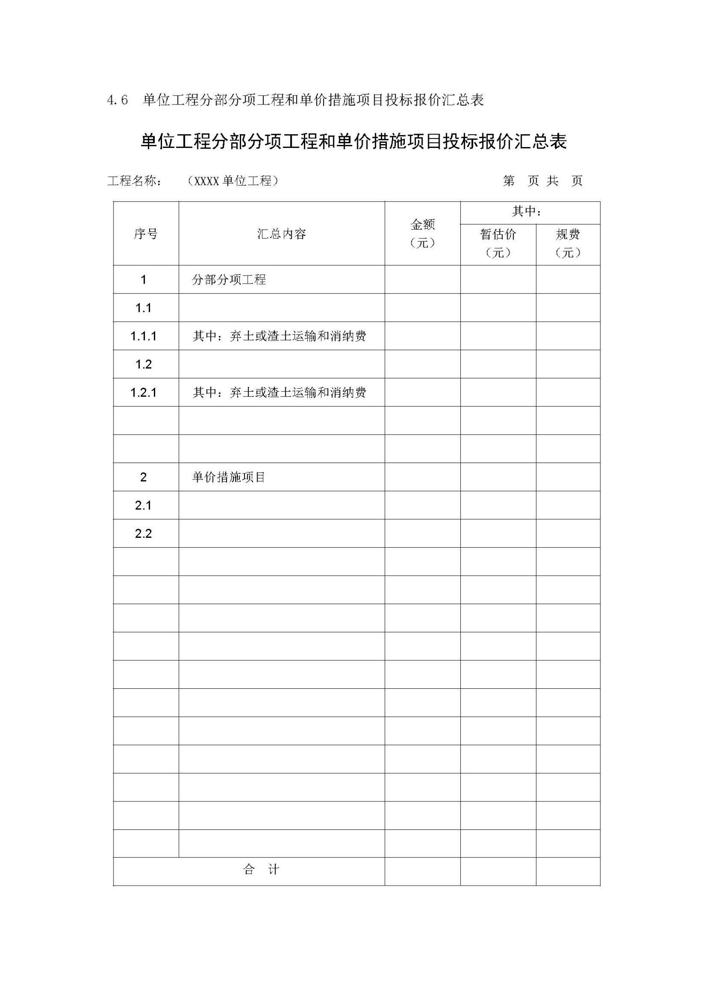 4.6 单位工程分部分项工程和单价措施项目投标报价汇总表
单位工程分部分项工程和单价措施项目投标报价汇总表
工程名称： （XXXX 单位工程） 第 页 共 页
序号 汇总内容 金额（元） 其中：
暂估价（元） 规费（元）
1 分部分项工程
1.1
1.1.1 其中：弃土或渣土运输和消纳费
1.2
1.2.1 其中：弃土或渣土运输和消纳费
2 单价措施项目
2.1
2.2
合 计